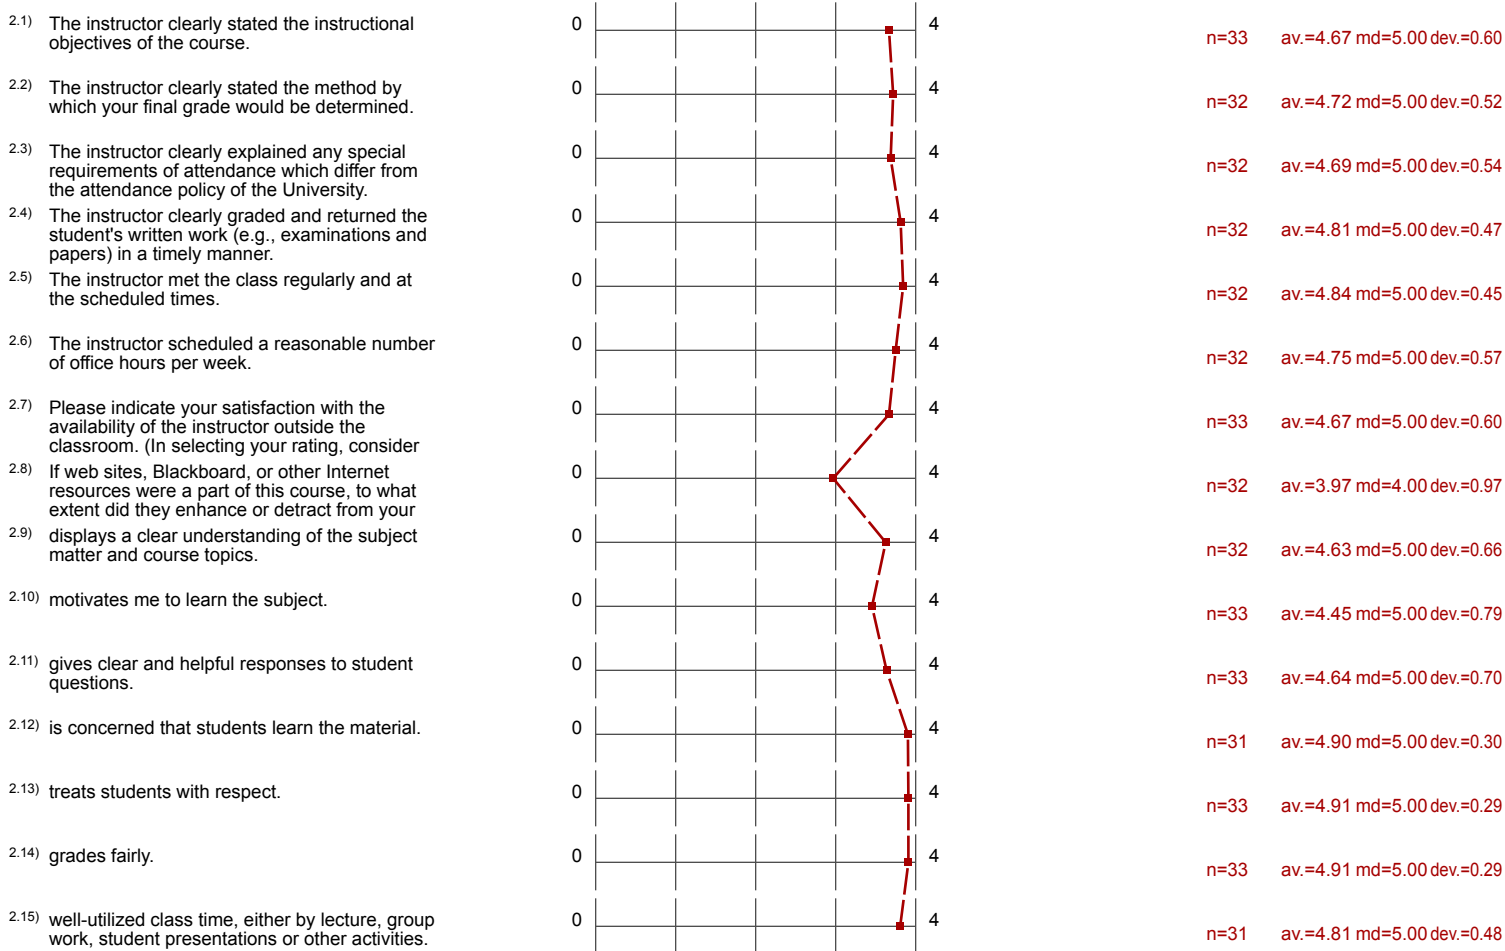 2.1) The instructor clearly stated the instructional
objectives of the course.
0 4
n=33 av.=4.67 md=5.00 dev.=0.60
2.2) The instructor clearly stated the method by
which your final grade would be determined.
0 4
n=32 av.=4.72 md=5.00 dev.=0.52
2.3) The instructor clearly explained any special
requirements of attendance which differ from
the attendance policy of the University.
0 4
n=32 av.=4.69 md=5.00 dev.=0.54
2.4) The instructor clearly graded and returned the
student's written work (e.g., examinations and
papers) in a timely manner.
0 4
n=32 av.=4.81 md=5.00 dev.=0.47
2.5) The instructor met the class regularly and at
the scheduled times.
0 4
n=32 av.=4.84 md=5.00 dev.=0.45
2.6) The instructor scheduled a reasonable number
of office hours per week.
0 4
n=32 av.=4.75 md=5.00 dev.=0.57
2.7) Please indicate your satisfaction with the
availability of the instructor outside the
classroom. (In selecting your rating, consider
0 4
n=33 av.=4.67 md=5.00 dev.=0.60
2.8) If web sites, Blackboard, or other Internet
resources were a part of this course, to what
extent did they enhance or detract from your
0 4
n=32 av.=3.97 md=4.00 dev.=0.97
2.9) displays a clear understanding of the subject
matter and course topics.
0 4
n=32 av.=4.63 md=5.00 dev.=0.66
2.10) motivates me to learn the subject.
0 4
n=33 av.=4.45 md=5.00 dev.=0.79
2.11) gives clear and helpful responses to student
questions.
0 4
n=33 av.=4.64 md=5.00 dev.=0.70
2.12) is concerned that students learn the material.
0 4
n=31 av.=4.90 md=5.00 dev.=0.30
2.13) treats students with respect.
0 4
n=33 av.=4.91 md=5.00 dev.=0.29
2.14) grades fairly.
0 4
n=33 av.=4.91 md=5.00 dev.=0.29
2.15) well-utilized class time, either by lecture, group
work, student presentations or other activities.
0 4
n=31 av.=4.81 md=5.00 dev.=0.48